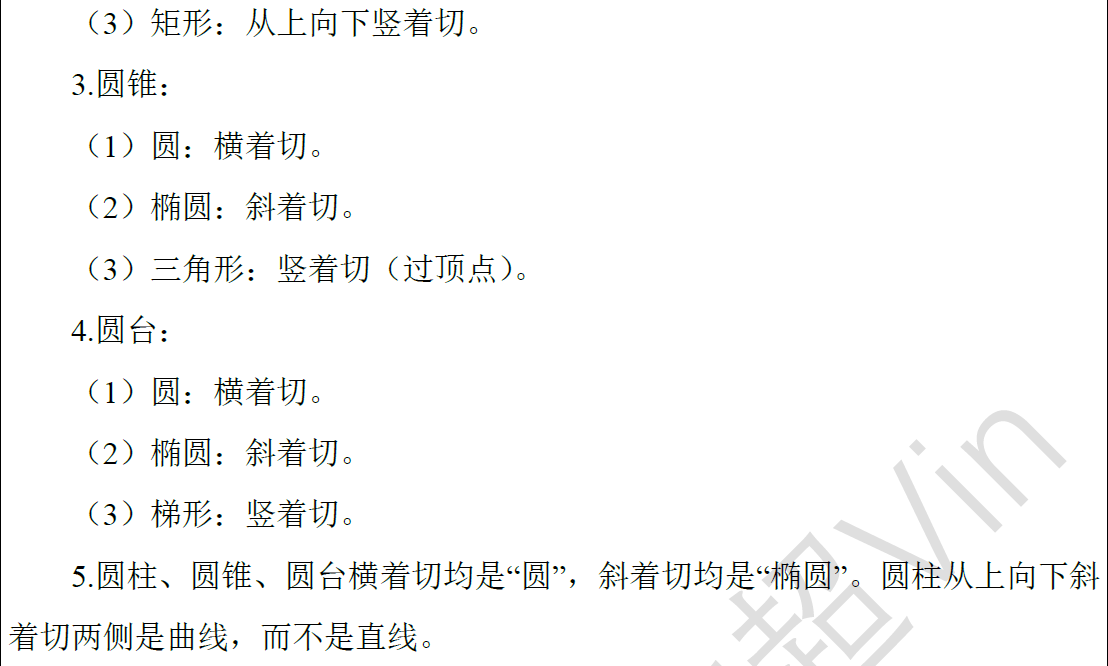 （3）矩形：从上向下竖着切。
3.圆锥：
（1）圆：横着切。
（2）椭圆：斜着切。
（3）三角形：竖着切（过顶点）。
4.圆台：
（1）圆：横着切。
（2）椭圆：斜着切。
（3）梯形：竖着切。
5.圆柱、圆锥、圆台横着切均是“圆”，斜着切均是“椭圆”。圆柱从上向下斜
着切两侧是曲线，而不是直线。
超Vin